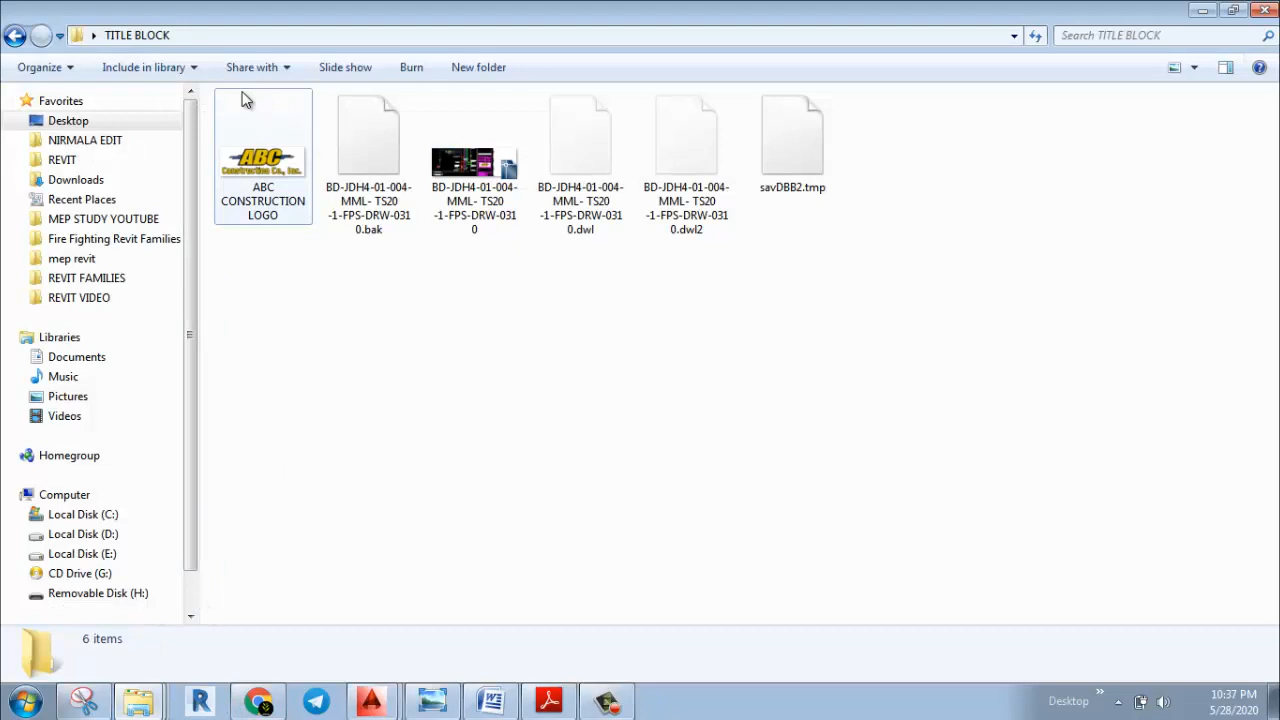 TITLE BLOCK
Search TITLE BLOCK
Organize
Include in library
Share with
Slide show
Burn
New folder
Favorites
Desktop
NIRMALA EDIT
REVIT
Downloads
Recent Places
MEP STUDY YOUTUBE
Fire Fighting Revit Families
mep revit
REVIT FAMILIES
REVIT VIDEO
Libraries
Documents
Music
Pictures
Videos
Homegroup
Computer
Local Disk (C:)
Local Disk (D:)
Local Disk (E:)
CD Drive (G:)
Removable Disk (H:)
ABC
Construction Co., Inc.
ABC
CONSTRUCTION
LOGO
BD-JDH4-01-004-
MML- TS20
-1-FPS-DRW-031
0.bak
BD-JDH4-01-004-
MML- TS20
-1-FPS-DRW-031
0
BD-JDH4-01-004-
MML- TS20
-1-FPS-DRW-031
0.dwl
BD-JDH4-01-004-
MML- TS20
-1-FPS-DRW-031
0.dwl2
savDBB2.tmp
6 items
Desktop
10:37 PM
5/28/2020